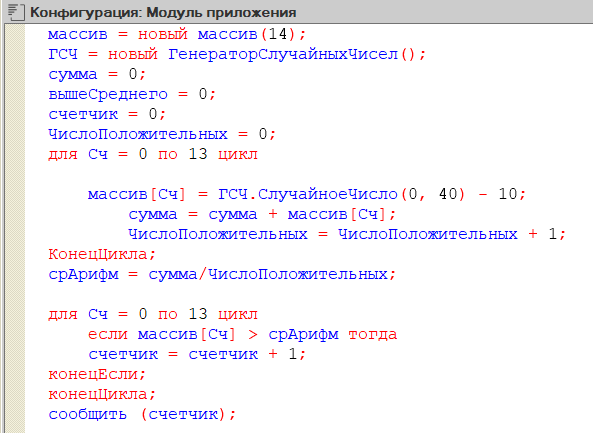 Конфигурация: Модуль приложения
массив = новый массив(14);
ГСЧ = новый ГенераторСлучайныхЧисел();
сумма = 0;
вышеСреднего = 0;
счетчик = 0;
ЧислоПоложительных = 0;
для Сч = 0 по 13 цикл
массив[Сч] = ГСЧ.СлучайноеЧисло(0, 40) - 10;
сумма = сумма + массив[Сч];
ЧислоПоложительных = ЧислоПоложительных + 1;
КонецЦикла;
срАрифм = сумма/ЧислоПоложительных;
для Сч = 0 по 13 цикл
если массив[Сч] > срАрифм тогда
счетчик = счетчик + 1;
конецЕсли;
конецЦикла;
сообщить (счетчик);